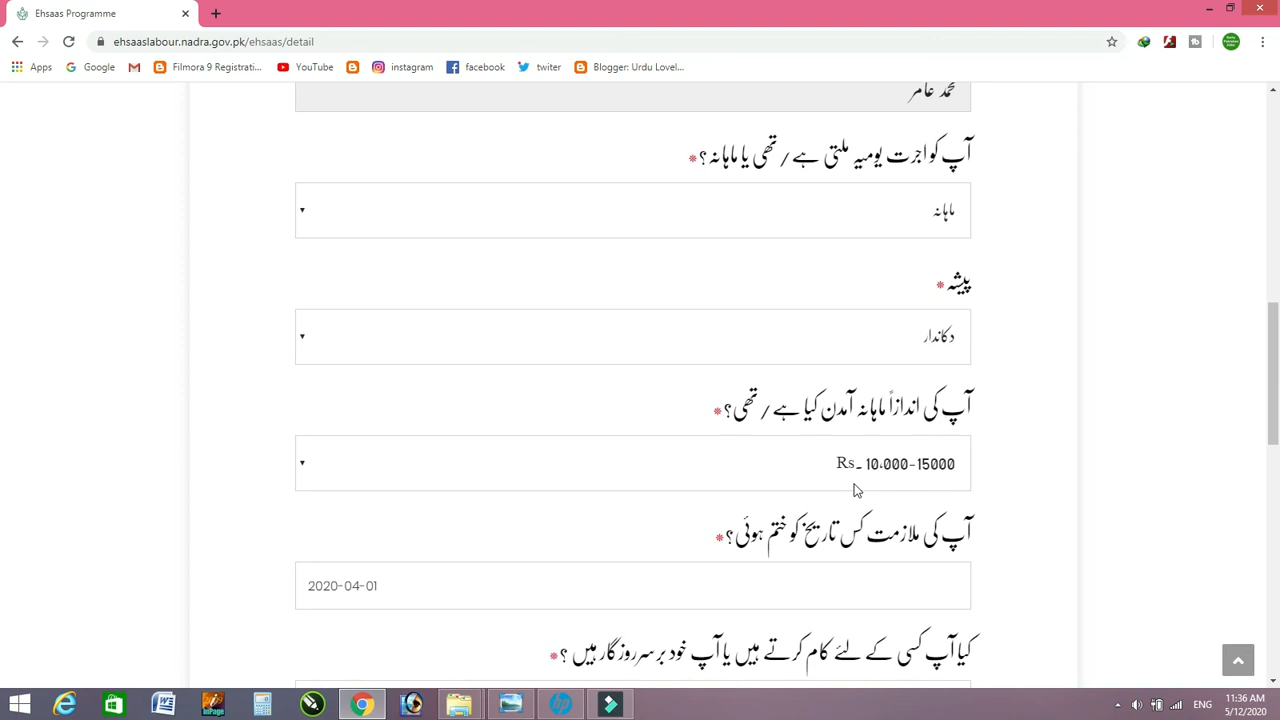 Ehsaas Programme
ehsaaslabour.nadra.gov.pk/ehsaas/detail
Apps Google Filmora 9 Registrati... YouTube instagram facebook twiter Blogger: Urdu Lovel...
محمد عامر
آپ کو اجرت یومیہ ملتی ہے/تھی یا ماہانہ؟*
ماہانہ
پیشہ*
دکاندار
آپ کی اندازاً ماہانہ آمدن کیا ہے/تھی؟*
Rs۔ 10،000-15000
آپ کی ملازمت کس تاریخ کو ختم ہوئی؟*
2020-04-01
کیا آپ کسی کے لئے کام کرتے ہیں یا آپ خود برسرروزگار ہیں ؟*
InPage
ENG
11:36 AM
5/12/2020